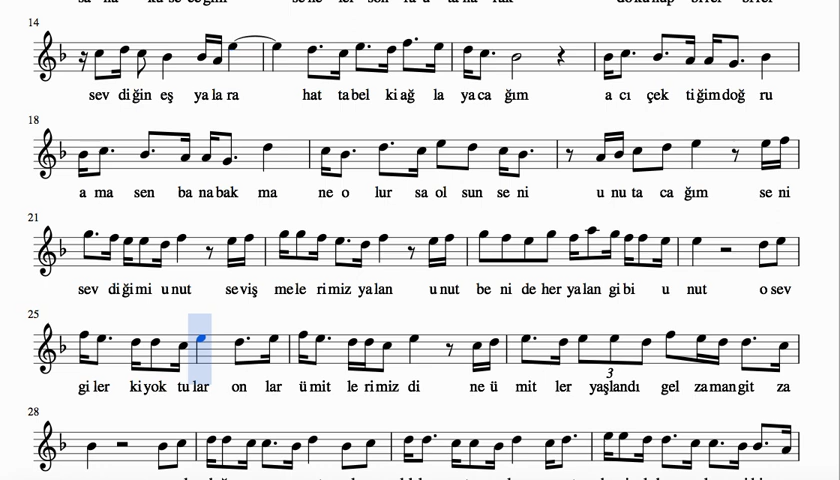 14
sev diğin eş ya la ra hat ta bel ki ağ la ya ca ğım a cı çek ti ğim doğ ru
18
a ma sen ba na bak ma ne o lur sa ol sun se ni u nu ta ca ğım se ni
21
sev di ği mi u nut se viş me le ri miz ya lan u nut be ni de her ya lan gi bi u nut o sev
25
gi ler ki yok tu lar on lar ü mit le ri miz di ne ü mit ler yaşlandı gel za man git za
3
28